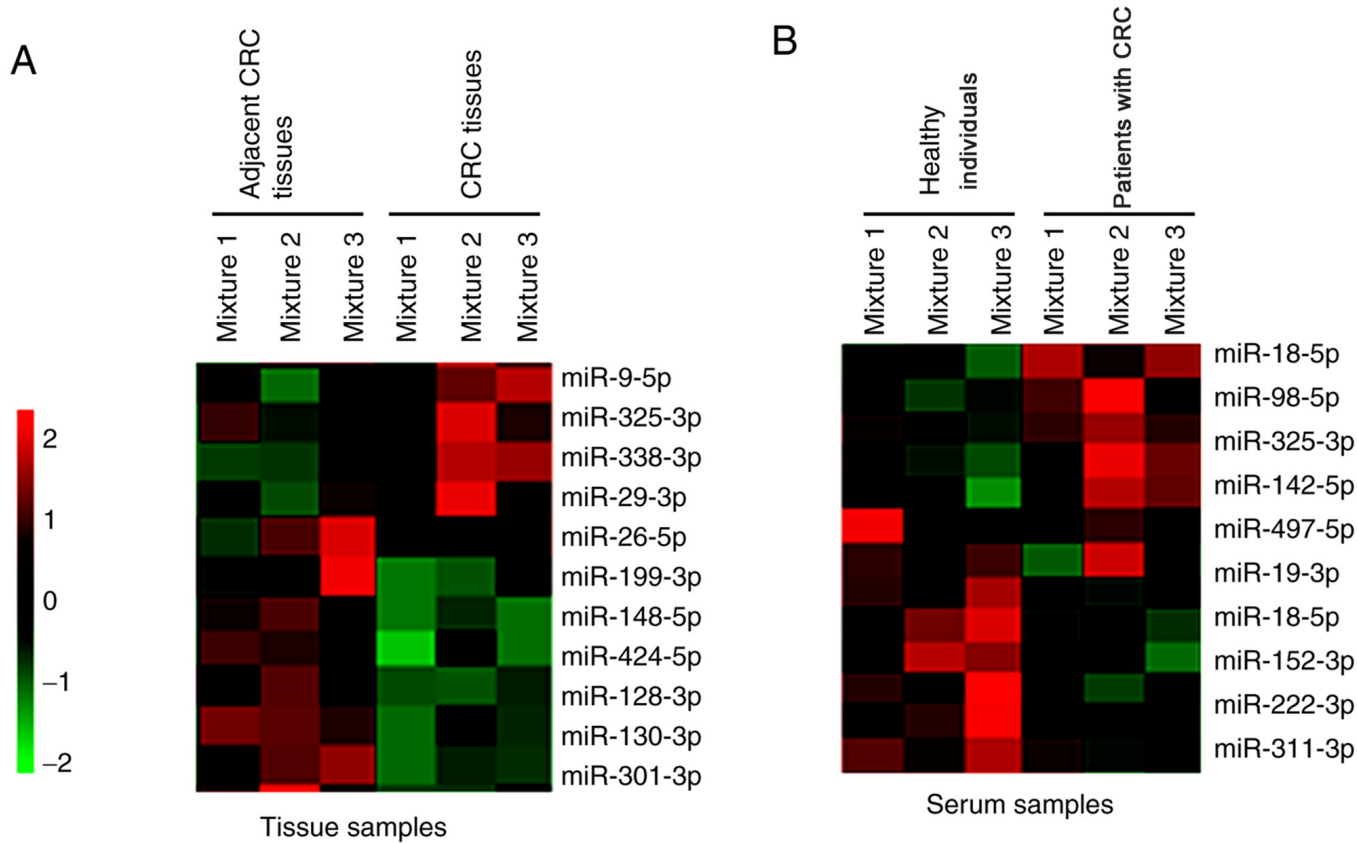 A
Adjacent CRC
tissues
CRC tissues
Mixture 1
Mixture 2
Mixture 3
Mixture 1
Mixture 2
Mixture 3
2
1
0
−1
−2
miR-9-5p
miR-325-3p
miR-338-3p
miR-29-3p
miR-26-5p
miR-199-3p
miR-148-5p
miR-424-5p
miR-128-3p
miR-130-3p
miR-301-3p
Tissue samples
B
Healthy
individuals
Patients with CRC
Mixture 1
Mixture 2
Mixture 3
Mixture 1
Mixture 2
Mixture 3
miR-18-5p
miR-98-5p
miR-325-3p
miR-142-5p
miR-497-5p
miR-19-3p
miR-18-5p
miR-152-3p
miR-222-3p
miR-311-3p
Serum samples